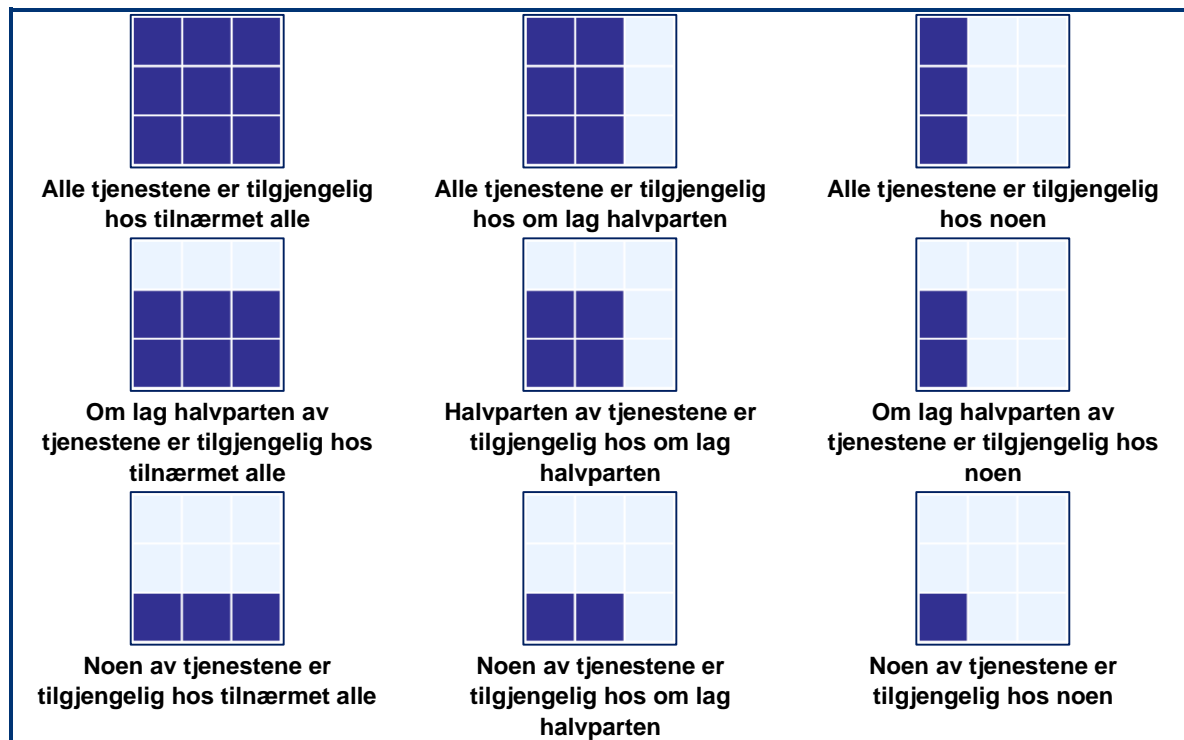 Alle tjenestene er tilgjengelig
hos tilnærmet alle
Alle tjenestene er tilgjengelig
hos om lag halvparten
Alle tjenestene er tilgjengelig
hos noen
Om lag halvparten av
tjenestene er tilgjengelig hos
tilnærmet alle
Halvparten av tjenestene er
tilgjengelig hos om lag
halvparten
Om lag halvparten av
tjenestene er tilgjengelig hos
noen
Noen av tjenestene er
tilgjengelig hos tilnærmet alle
Noen av tjenestene er
tilgjengelig hos om lag
halvparten
Noen av tjenestene er
tilgjengelig hos noen